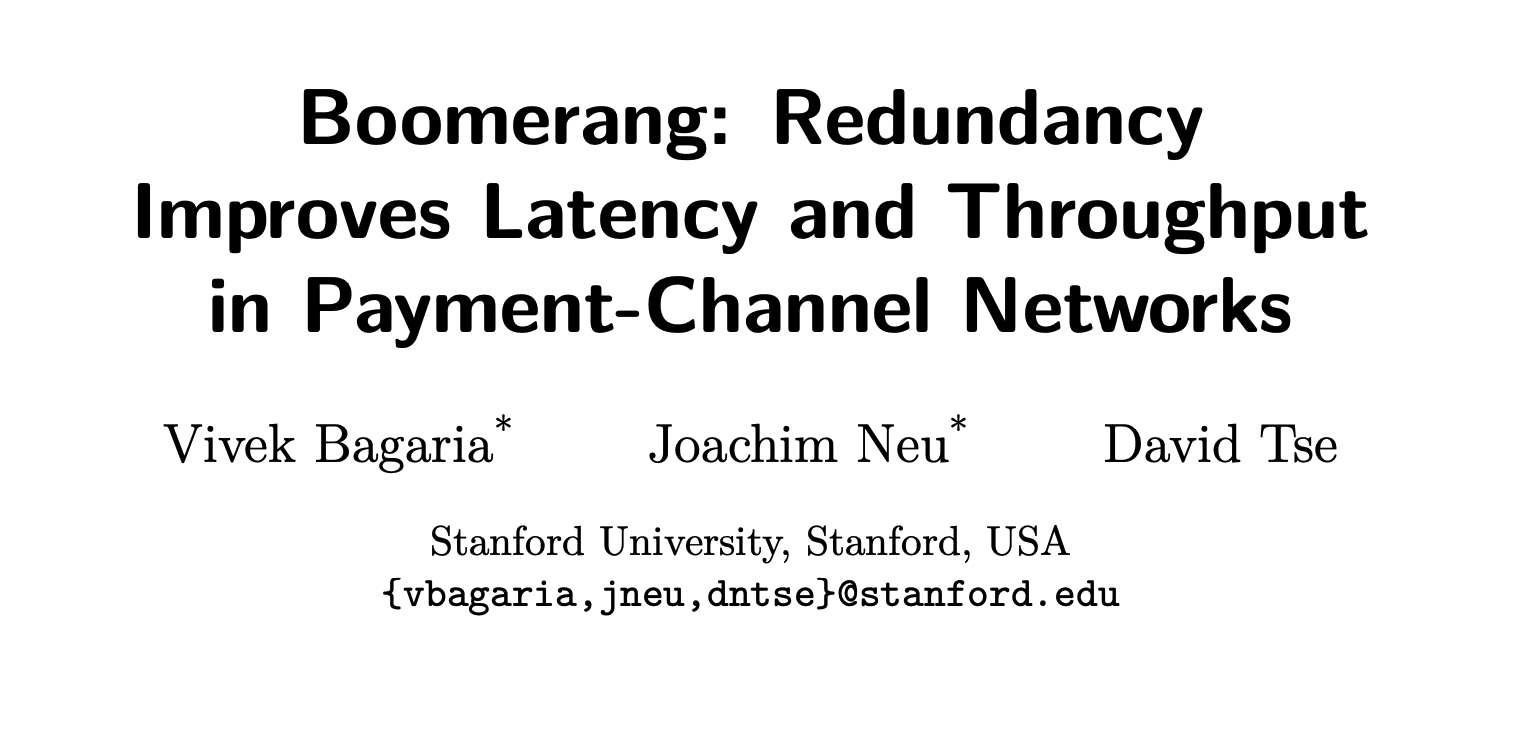 Boomerang: Redundancy
Improves Latency and Throughput
in Payment-Channel Networks
Vivek Bagaria* Joachim Neu* David Tse
Stanford University, Stanford, USA
{vbagaria,jneu,dntse}@stanford.edu